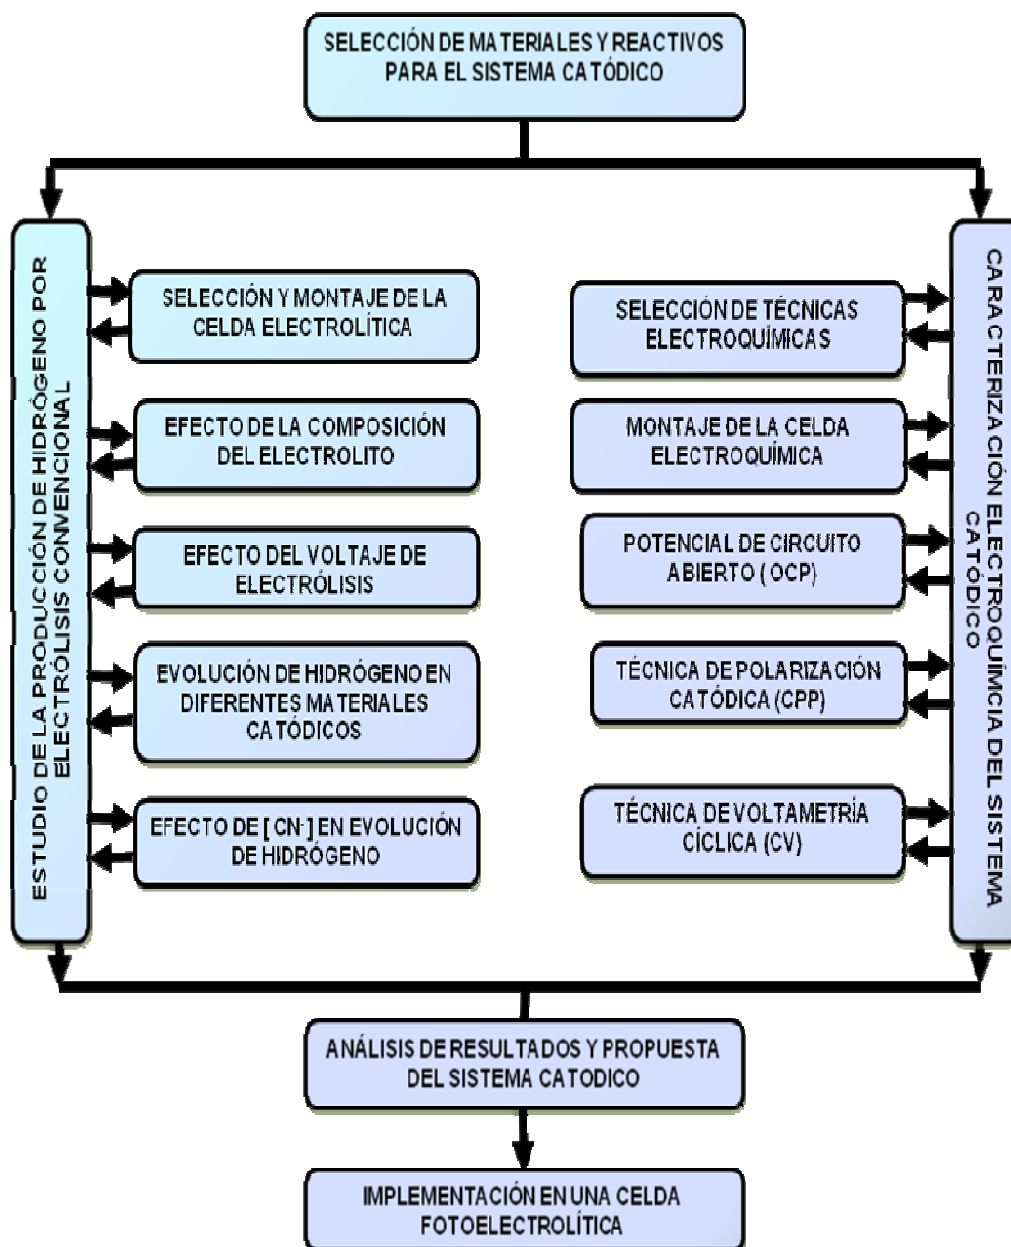 SELECCIÓN DE MATERIALES Y REACTIVOS
PARA EL SISTEMA CATÓDICO
ESTUDIO DE LA PRODUCCIÓN DE HIDRÓGENO POR
ELECTRÓLISIS CONVENCIONAL
SELECCIÓN Y MONTAJE DE LA
CELDA ELECTROLÍTICA
EFECTO DE LA COMPOSICIÓN
DEL ELECTROLITO
EFECTO DEL VOLTAJE DE
ELECTRÓLISIS
EVOLUCIÓN DE HIDRÓGENO EN
DIFERENTES MATERIALES
CATÓDICOS
EFECTO DE [ CN-] EN EVOLUCIÓN
DE HIDRÓGENO
SELECCIÓN DE TÉCNICAS
ELECTROQUÍMICAS
MONTAJE DE LA CELDA
ELECTROQUÍMICA
POTENCIAL DE CIRCUITO
ABIERTO ( OCP)
TÉCNICA DE POLARIZACIÓN
CATÓDICA (CPP)
TÉCNICA DE VOLTAMETRÍA
CÍCLICA (CV)
CARACTERIZACIÓN ELECTROQUÍMCIA DEL SISTEMA
CATÓDICO
ANÁLISIS DE RESULTADOS Y PROPUESTA
DEL SISTEMA CATODICO
IMPLEMENTACIÓN EN UNA CELDA
FOTOELECTROLÍTICA